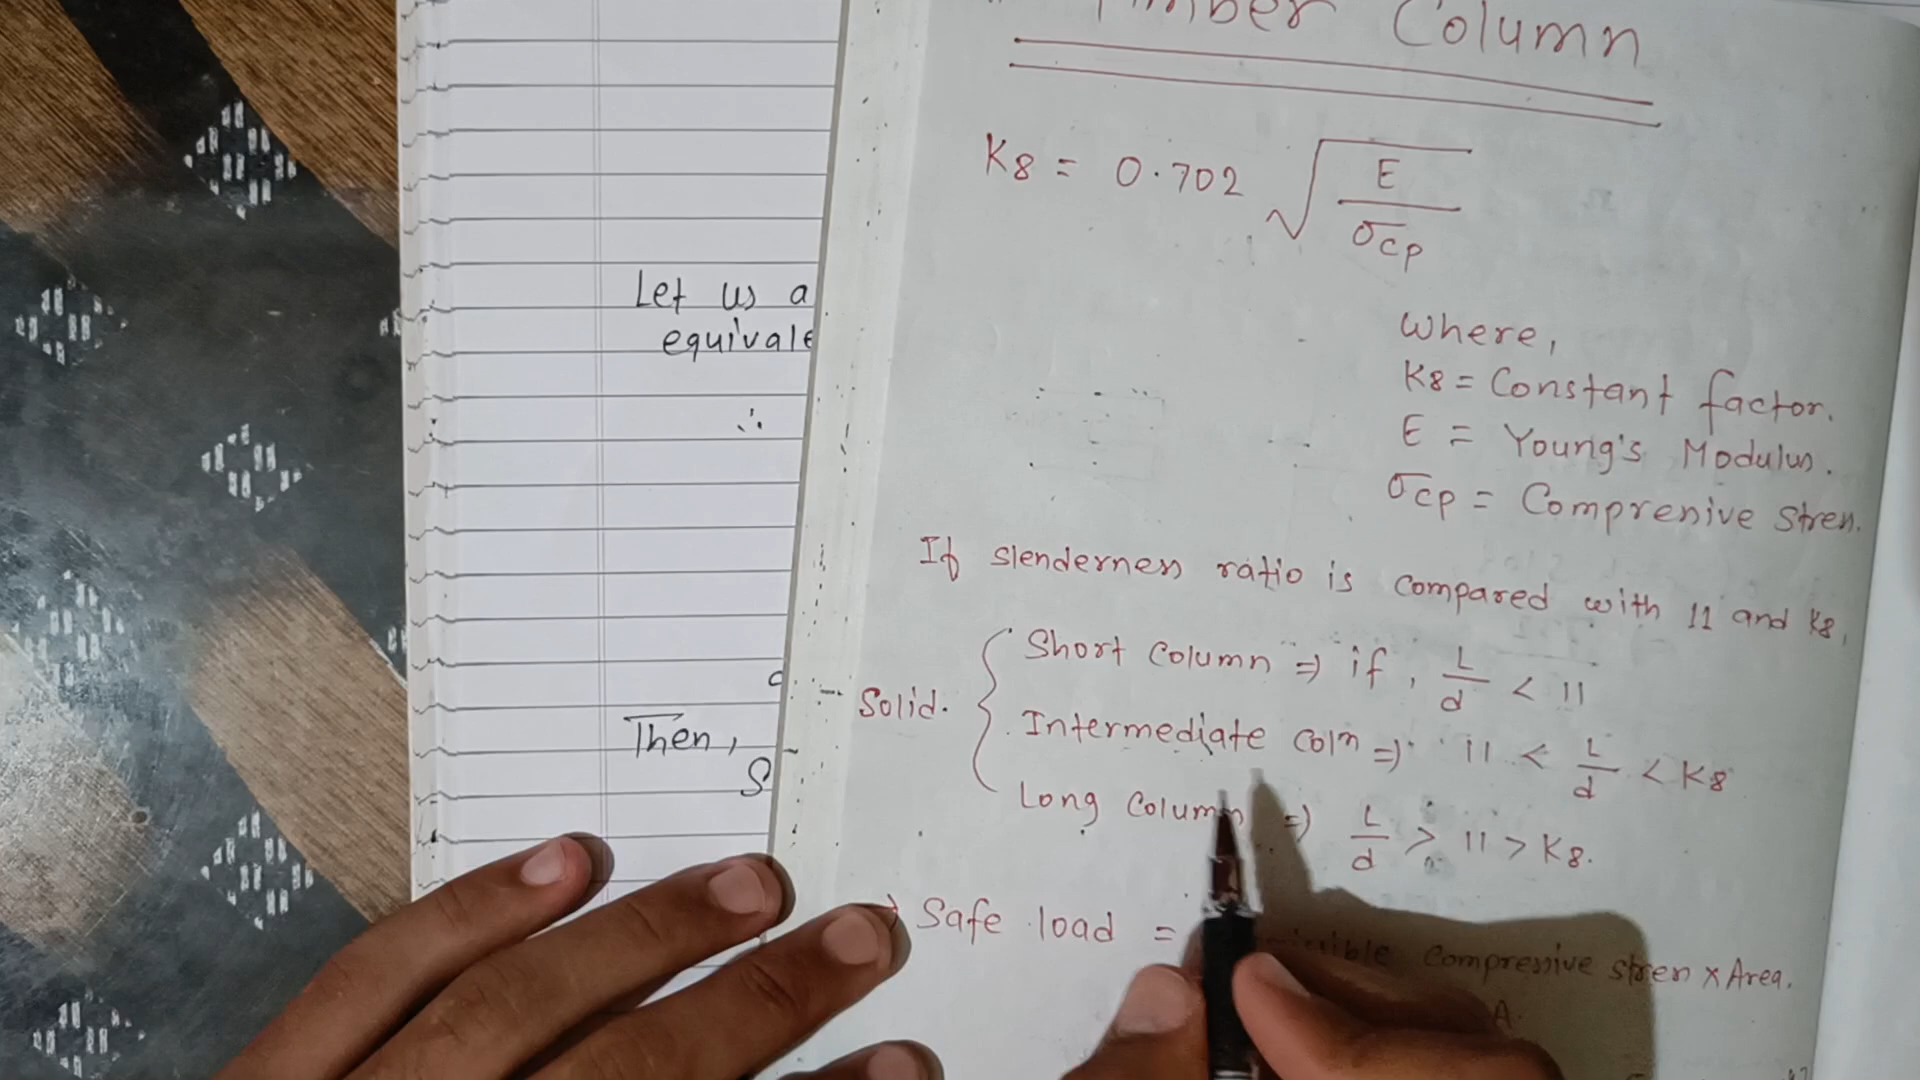 Let us a
equivale
∴
Then,
S
Column
K8 = 0.702 √(E/σcp)
Where,
K8 = Constant factor.
E = Young's Modulus.
σcp = Compressive Stress.
If slenderness ratio is compared with 11 and K8,
Solid.
Short Column ⇒ if, L/d < 11
Intermediate Colⁿ ⇒ 11 < L/d < K8
Long Column ⇒ L/d > 11 > K8.
→ Safe load = Compressive stress x Area.
A.